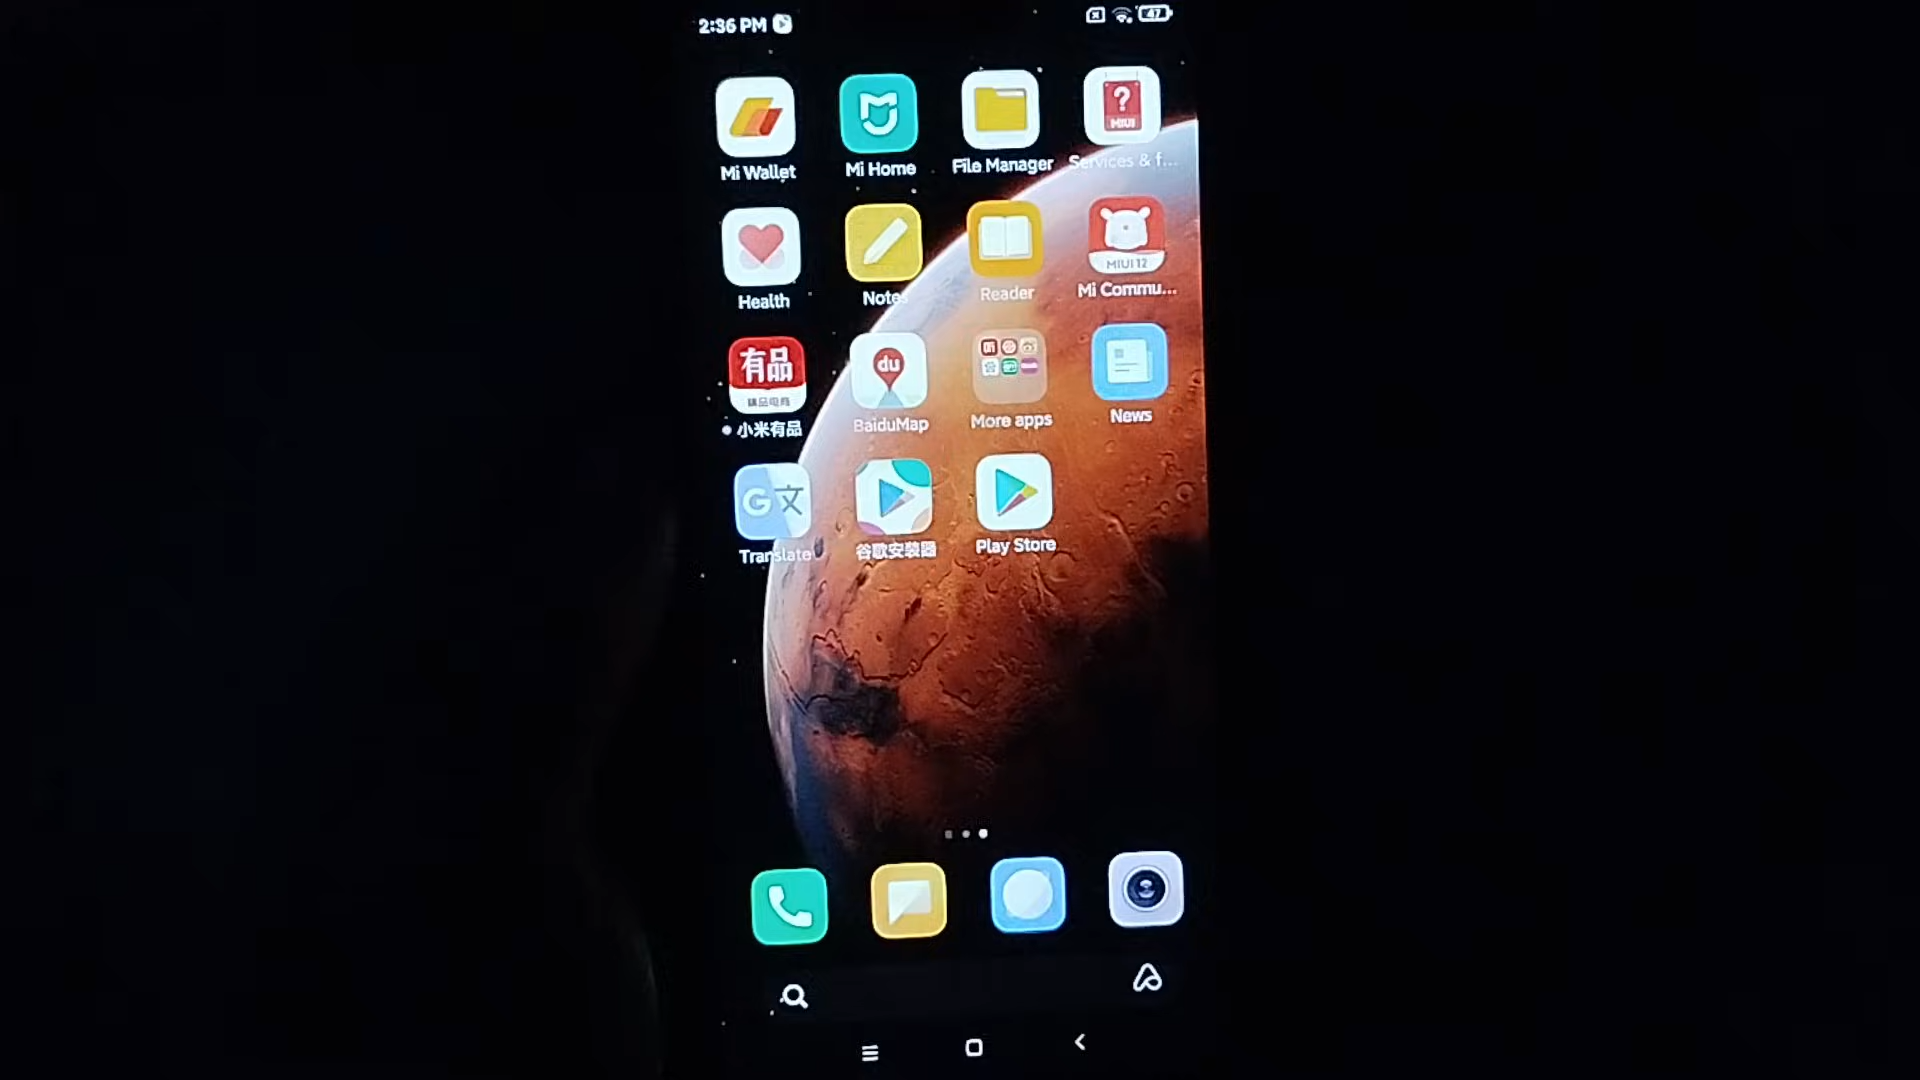 2:36 PM
47
Mi Wallet
Mi Home
File Manager
Services & f...
MIUI
Health
Notes
Reader
Mi Commu...
MIUI 12
有品
小米有品
du
BaiduMap
More apps
News
G文
Translate
谷歌安装器
Play Store